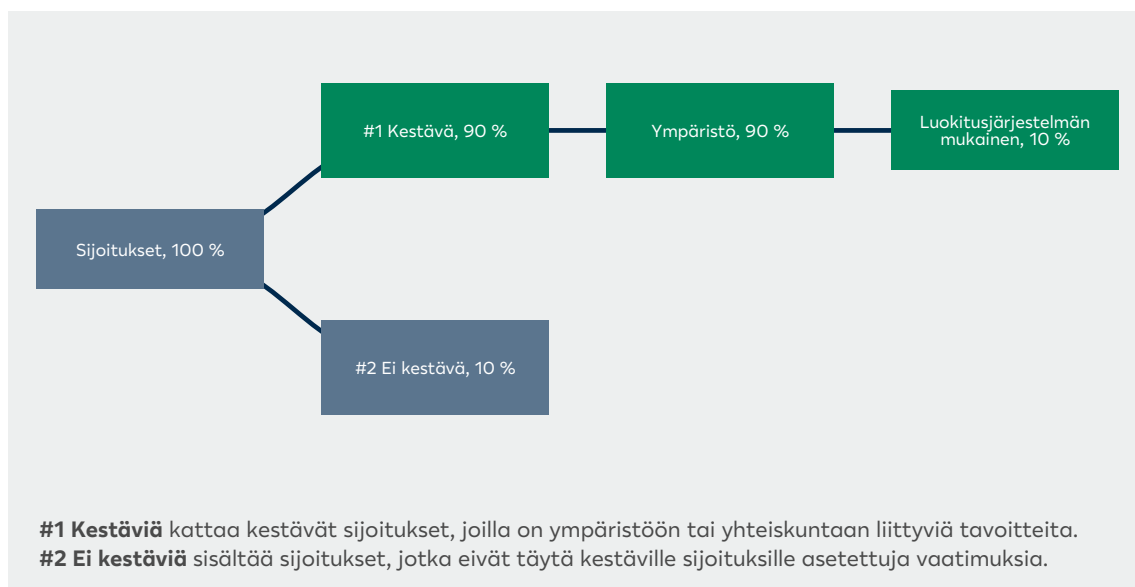 #1 Kestävä, 90 %
Ympäristö, 90 %
Luokitusjärjestelmän
mukainen, 10 %
Sijoitukset, 100 %
#2 Ei kestävä, 10 %
#1 Kestäviä kattaa kestävät sijoitukset, joilla on ympäristöön tai yhteiskuntaan liittyviä tavoitteita.
#2 Ei kestäviä sisältää sijoitukset, jotka eivät täytä kestäville sijoituksille asetettuja vaatimuksia.